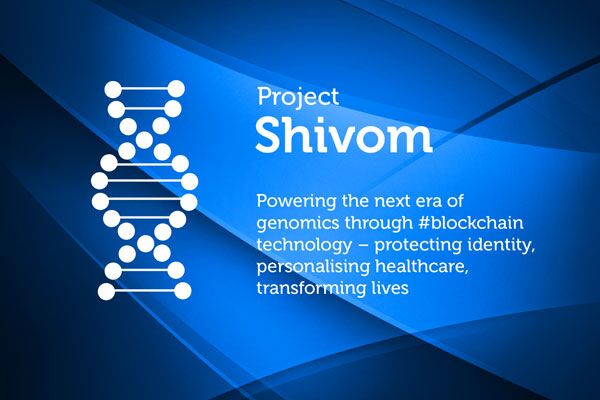 Project
Shivom
Powering the next era of
genomics through #blockchain
technology – protecting identity,
personalising healthcare,
transforming lives